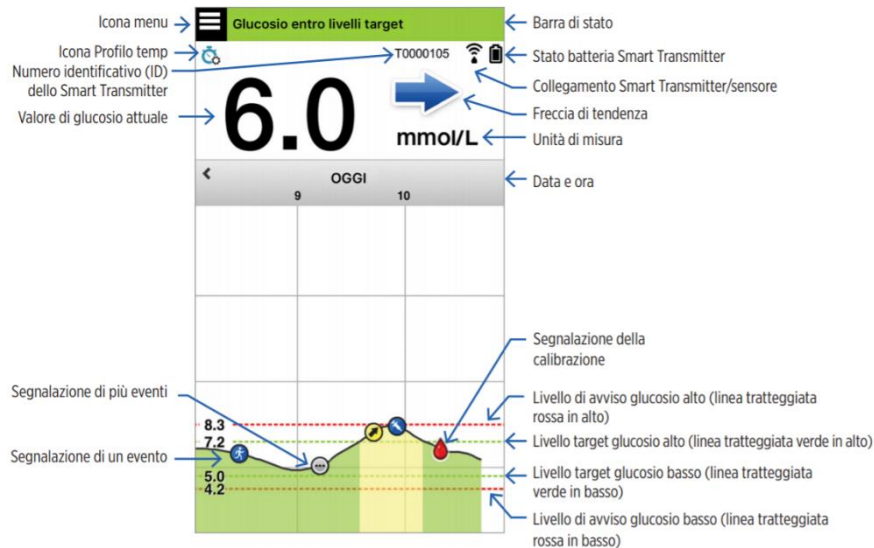 Icona menu
Glucosio entro livelli target
Barra di stato
Icona Profilo temp
Numero identificativo (ID)
dello Smart Transmitter
T0000105
Stato batteria Smart Transmitter
Collegamento Smart Transmitter/sensore
Valore di glucosio attuale
6.0
Freccia di tendenza
mmol/L
Unità di misura
OGGI
Data e ora
9
10
Segnalazione della
calibrazione
Segnalazione di più eventi
Livello di avviso glucosio alto (linea tratteggiata
rossa in alto)
8.3
7.2
Livello target glucosio alto (linea tratteggiata verde in alto)
Segnalazione di un evento
5.0
4.2
Livello target glucosio basso (linea tratteggiata
verde in basso)
Livello di avviso glucosio basso (linea tratteggiata
rossa in basso)